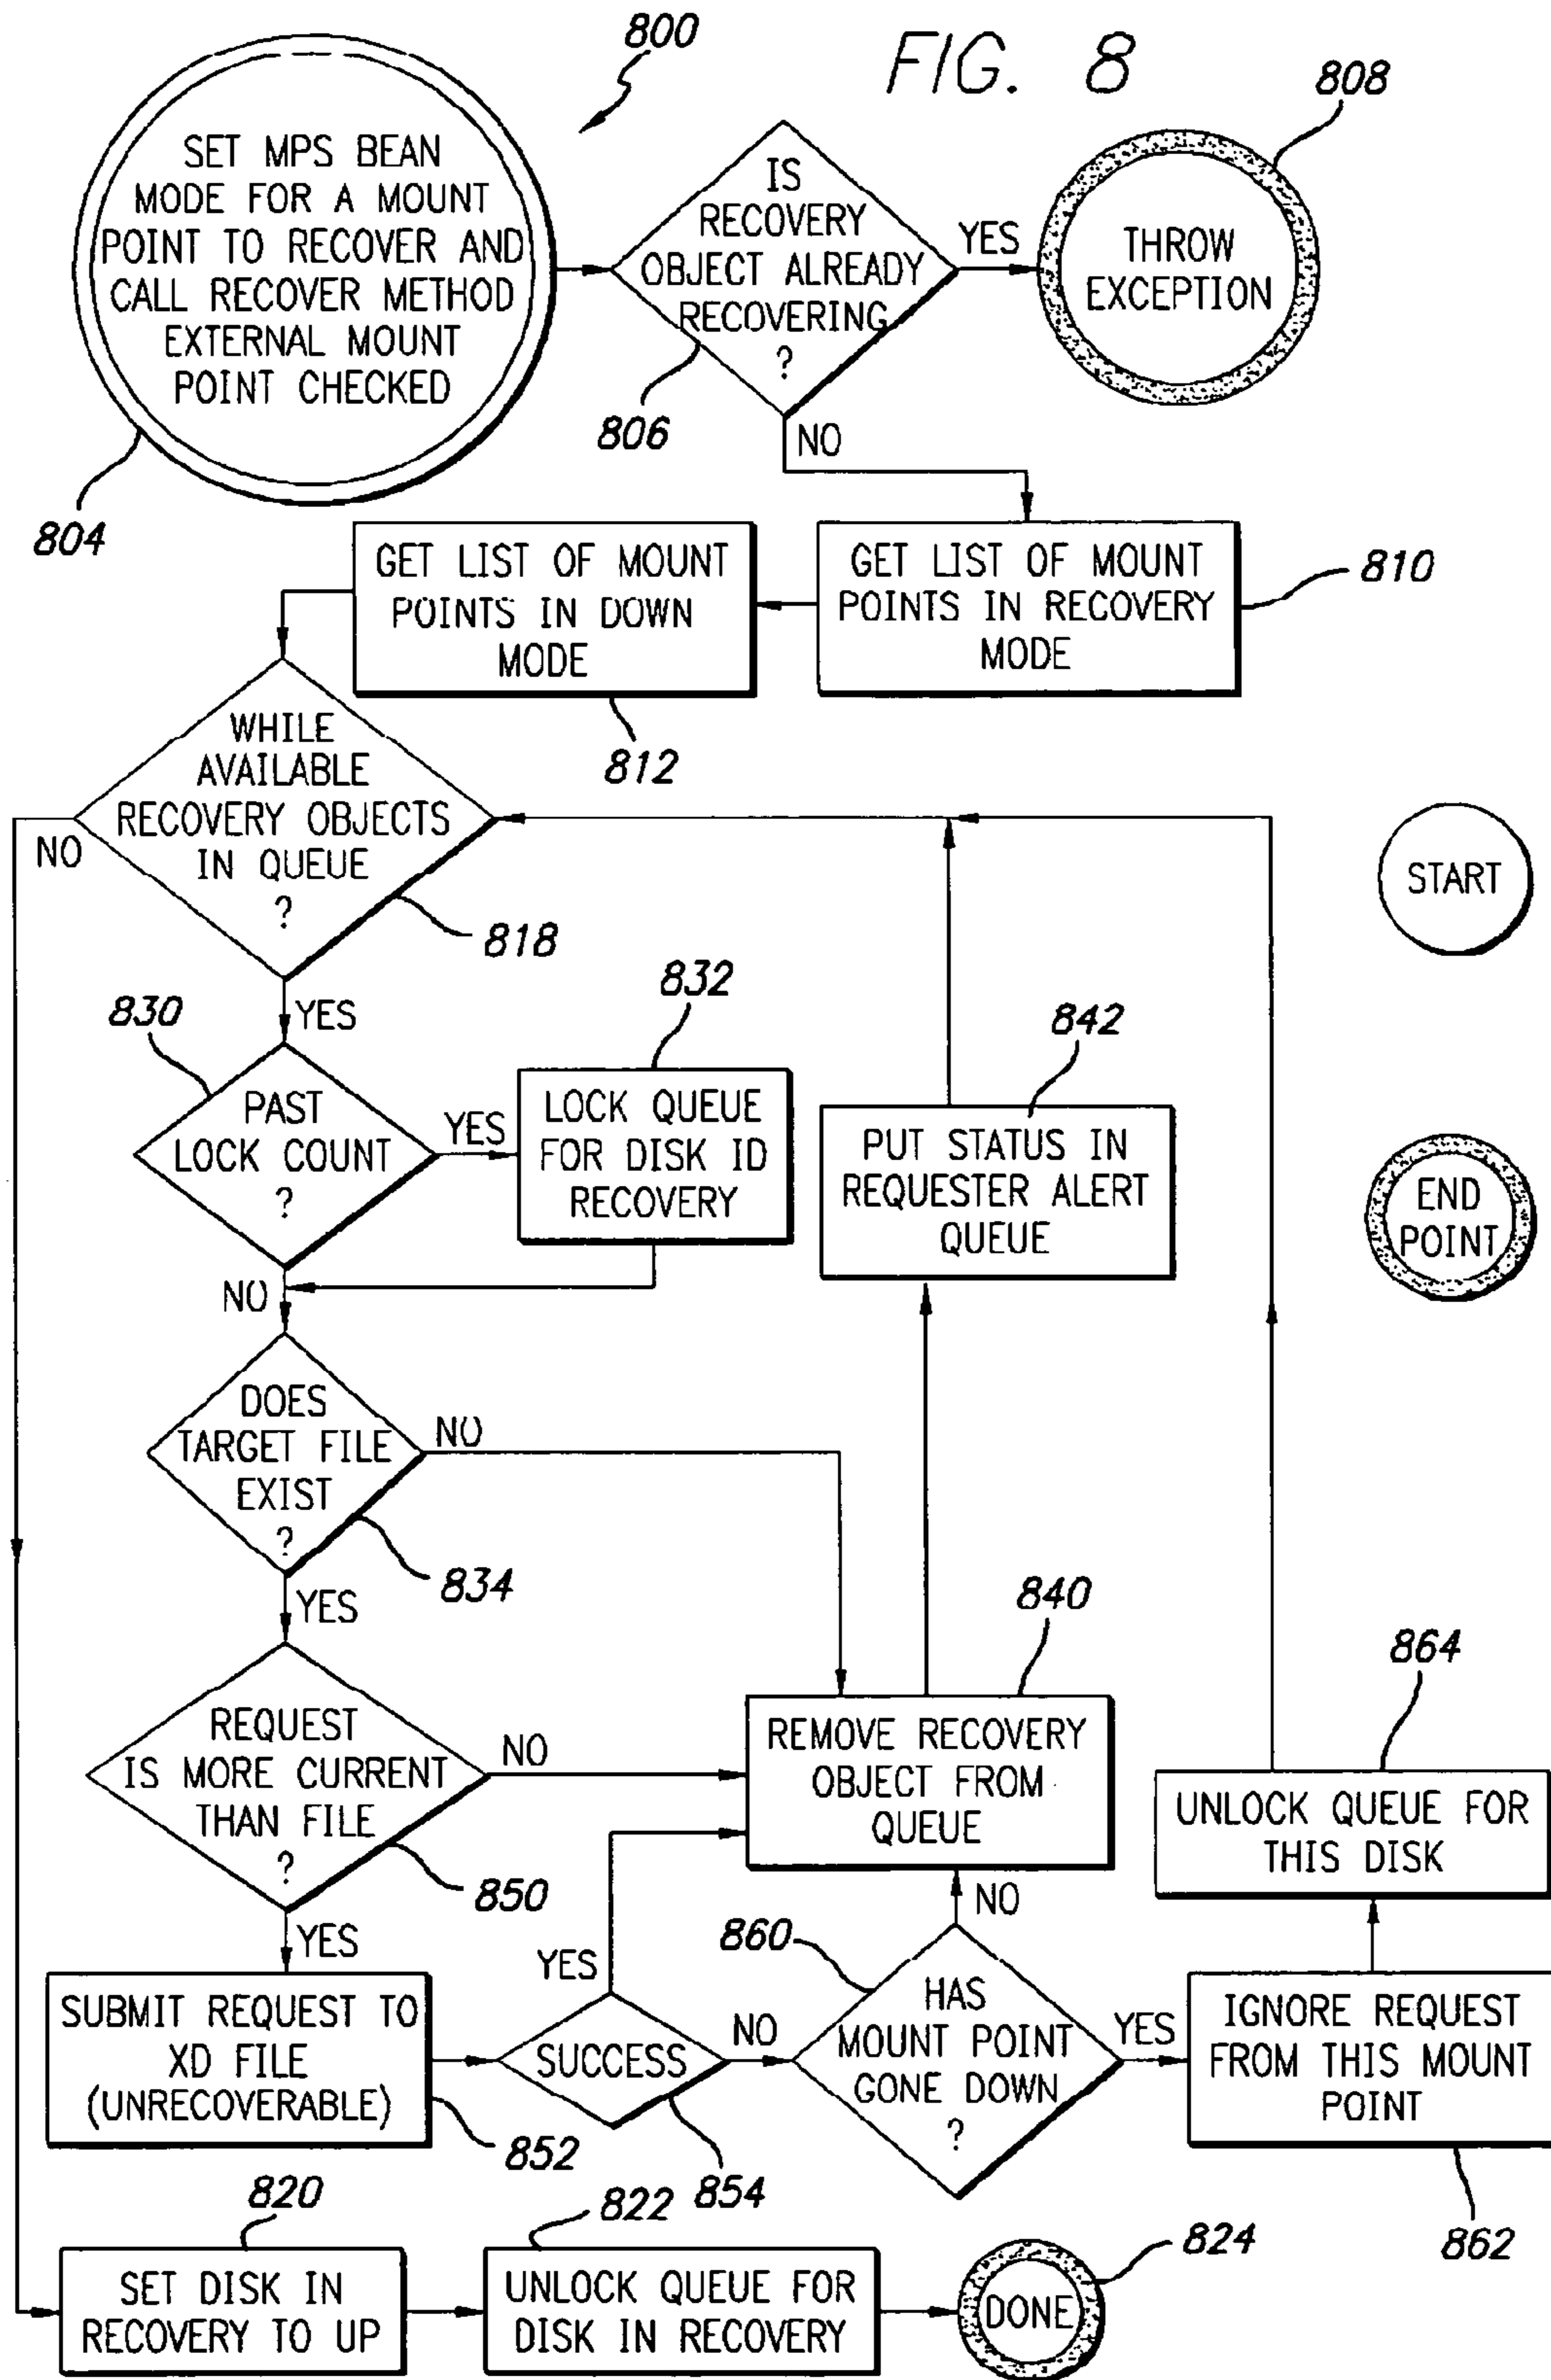 800
FIG. 8
808
SET MPS BEAN
MODE FOR A MOUNT
POINT TO RECOVER AND
CALL RECOVER METHOD
EXTERNAL MOUNT
POINT CHECKED
804
IS
RECOVERY
OBJECT ALREADY
RECOVERING
?
806
YES
THROW
EXCEPTION
NO
GET LIST OF MOUNT
POINTS IN RECOVERY
MODE
810
GET LIST OF MOUNT
POINTS IN DOWN
MODE
812
WHILE
AVAILABLE
RECOVERY OBJECTS
IN QUEUE
?
NO
818
START
YES
830
PAST
LOCK COUNT
?
YES
832
LOCK QUEUE
FOR DISK ID
RECOVERY
842
PUT STATUS IN
REQUESTER ALERT
QUEUE
END
POINT
NO
DOES
TARGET FILE
EXIST
?
NO
834
YES
840
REMOVE RECOVERY
OBJECT FROM
QUEUE
864
UNLOCK QUEUE FOR
THIS DISK
REQUEST
IS MORE CURRENT
THAN FILE
?
NO
850
YES
SUBMIT REQUEST TO
XD FILE
(UNRECOVERABLE)
852
YES
SUCCESS
854
NO
860
NO
HAS
MOUNT POINT
GONE DOWN
?
YES
IGNORE REQUEST
FROM THIS MOUNT
POINT
862
820
SET DISK IN
RECOVERY TO UP
822
UNLOCK QUEUE FOR
DISK IN RECOVERY
824
DONE